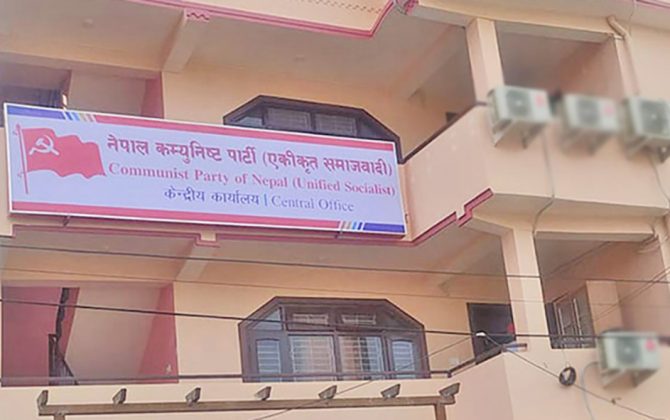 नेपाल कम्युनिष्ट पार्टी (एकीकृत समाजवादी)
Communist Party of Nepal (Unified Socialist)
केन्द्रीय कार्यालय | Central Office